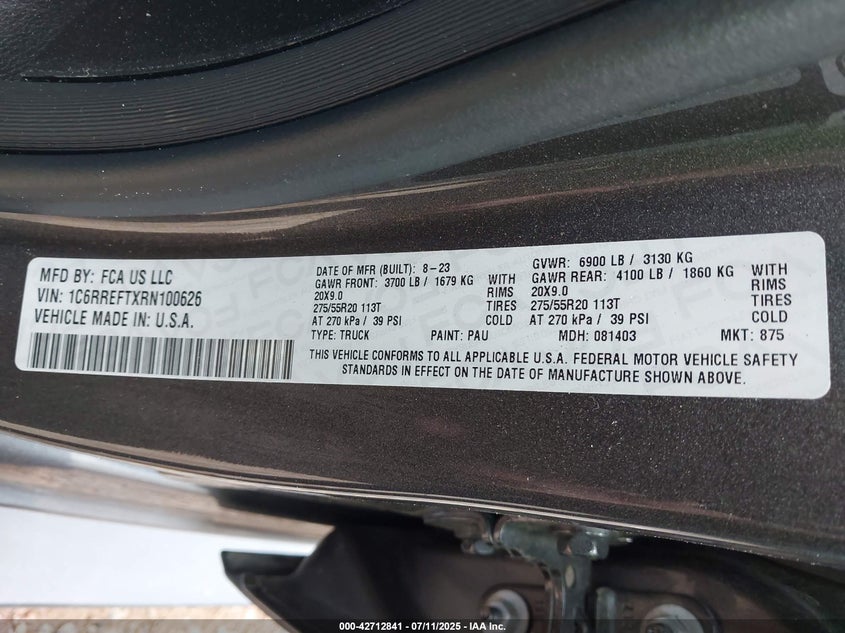 MFD BY: FCA US LLC
VIN: 1C6RREFTXRN100626
VEHICLE MADE IN: U.S.A.
DATE OF MFR (BUILT): 8-23
GVWR: 6900 LB / 3130 KG
GAWR FRONT: 3700 LB / 1679 KG WITH
GAWR REAR: 4100 LB / 1860 KG WITH
20X9.0 RIMS
20X9.0 RIMS
275/55R20 113T TIRES
275/55R20 113T TIRES
AT 270 kPa / 39 PSI COLD
AT 270 kPa / 39 PSI COLD
TYPE: TRUCK PAINT: PAU MDH: 081403 MKT: 875
THIS VEHICLE CONFORMS TO ALL APPLICABLE U.S.A. FEDERAL MOTOR VEHICLE SAFETY
STANDARDS IN EFFECT ON THE DATE OF MANUFACTURE SHOWN ABOVE.
000-42712841 - 07/11/2025 - IAA Inc.